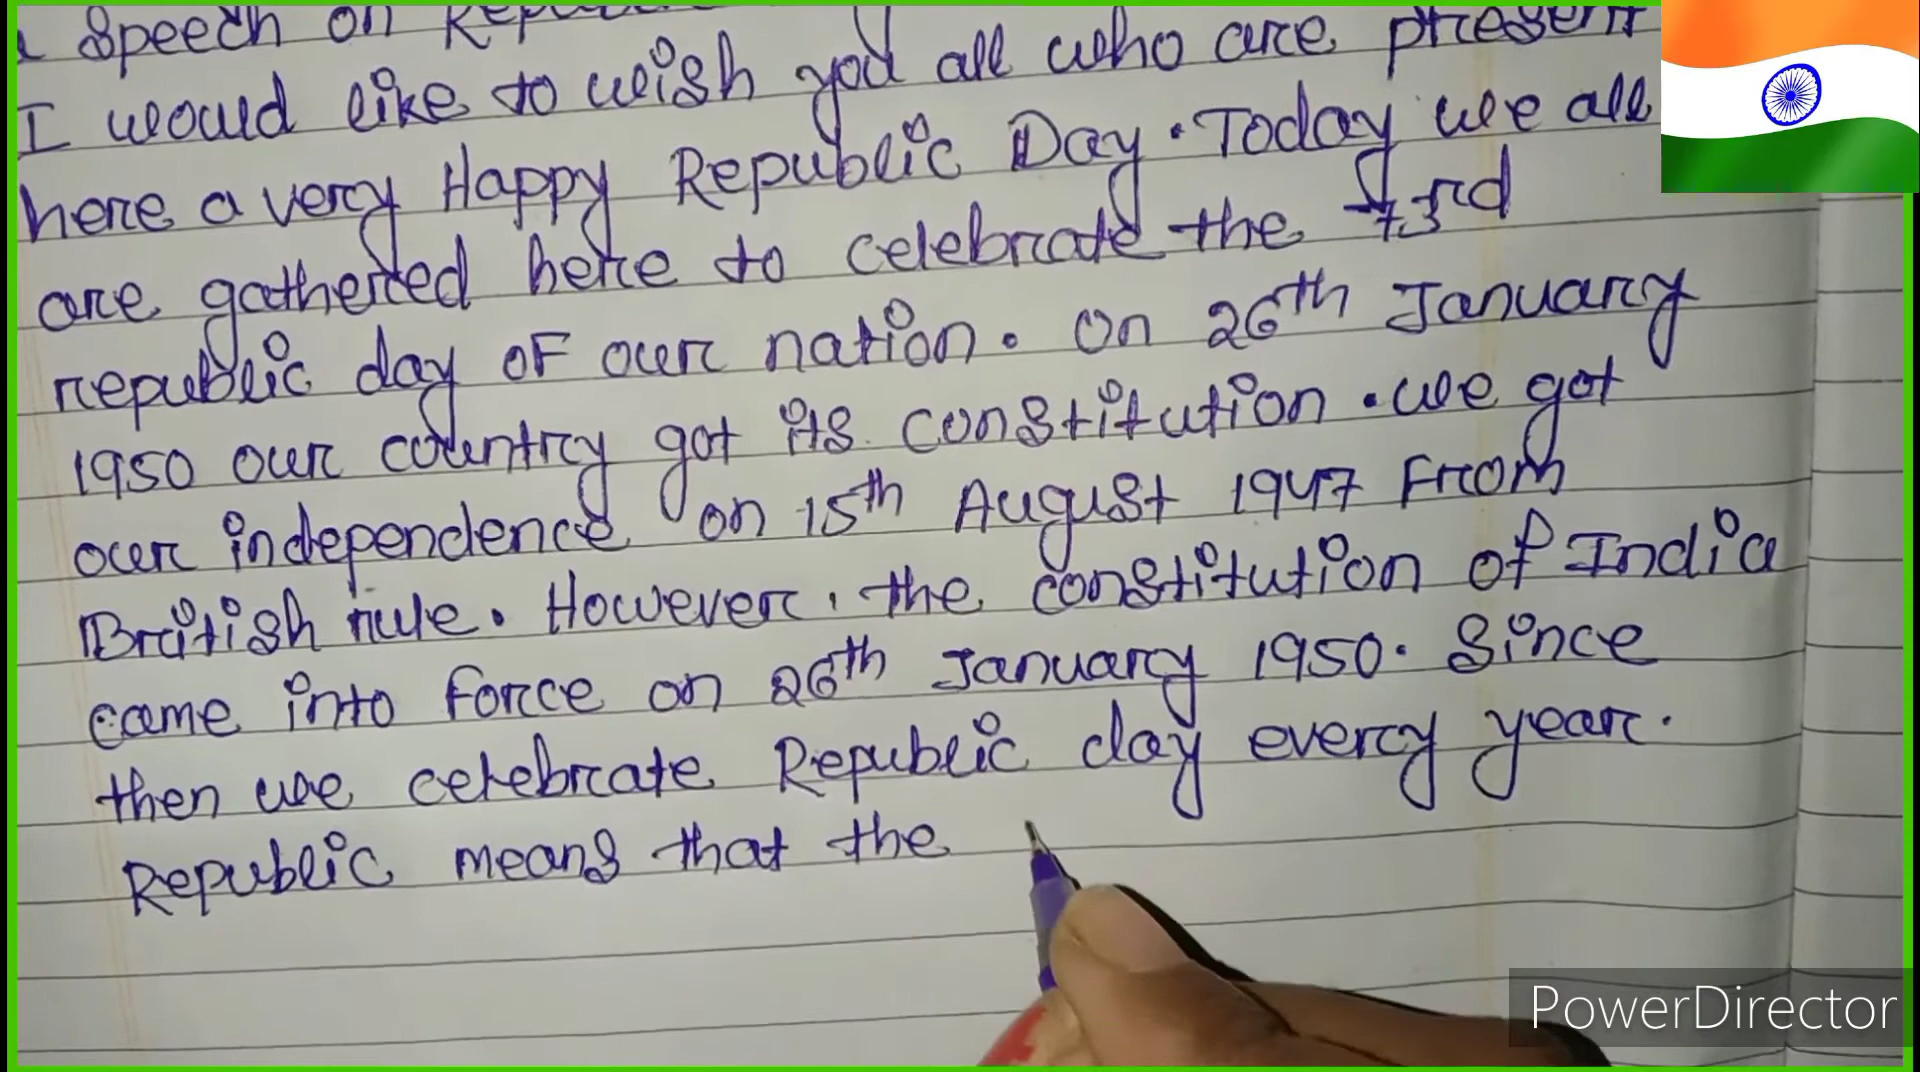 a speech on Republic
I would like to wish you all who are present
here a very Happy Republic Day. Today we all
are gathered here to celebrate the 73rd
republic day of our nation. On 26th January
1950 our country got its constitution. we got
our independence on 15th August 1947 From
British rule. However, the constitution of India
came into force on 26th January 1950. Since
then we celebrate Republic day every year.
Republic means that the
PowerDirector